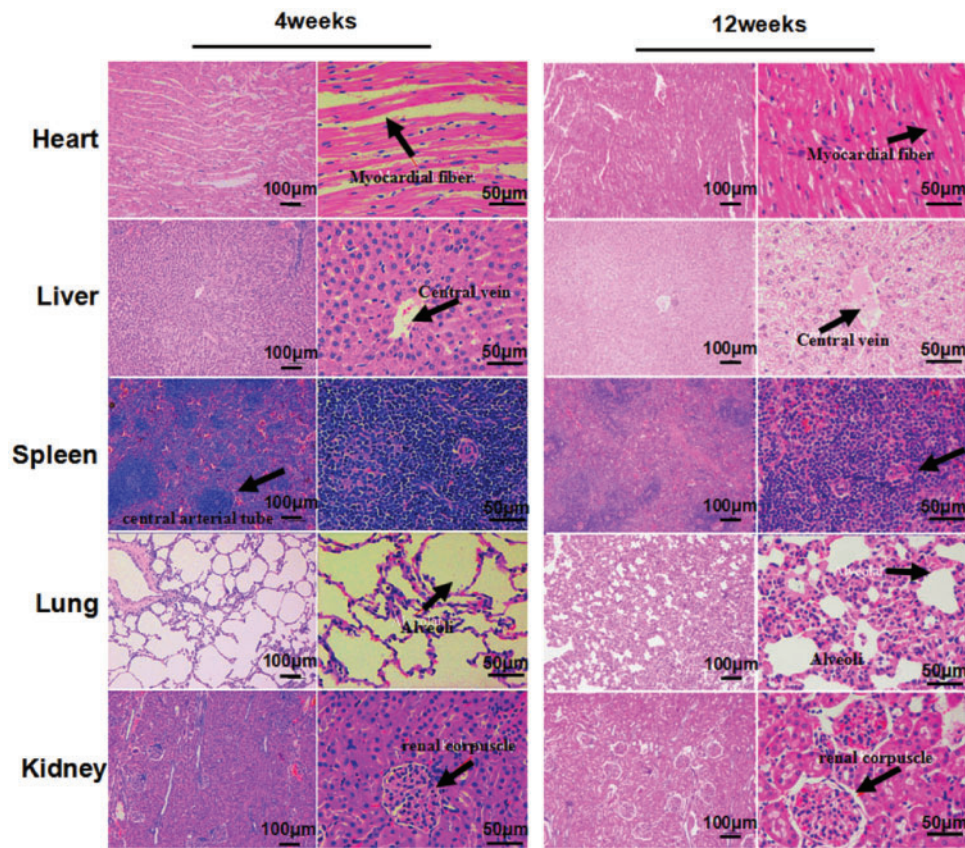 4weeks
12weeks
Heart
Myocardial fiber
100μm
50μm
Myocardial fiber
100μm
50μm
Liver
Central vein
100μm
50μm
Central vein
100μm
50μm
Spleen
central arterial tube
100μm
50μm
100μm
50μm
Lung
Alveoli
100μm
50μm
Alveoli
100μm
50μm
Kidney
renal corpuscle
100μm
50μm
renal corpuscle
100μm
50μm